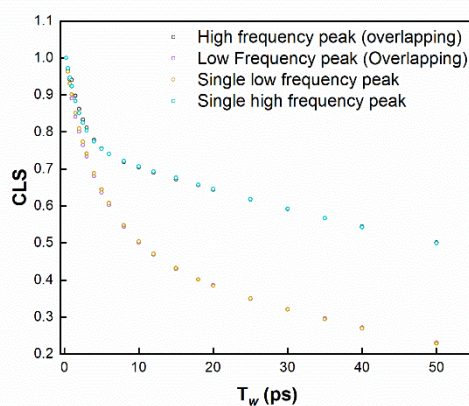 1.1
High frequency peak (overlapping)
1.0
Low Frequency peak (Overlapping)
Single low frequency peak
0.9
Single high frequency peak
0.8
CLS
0.7
0.6
0.5
0.4
0.3
0.2
0 10 20 30 40 50
Tw (ps)